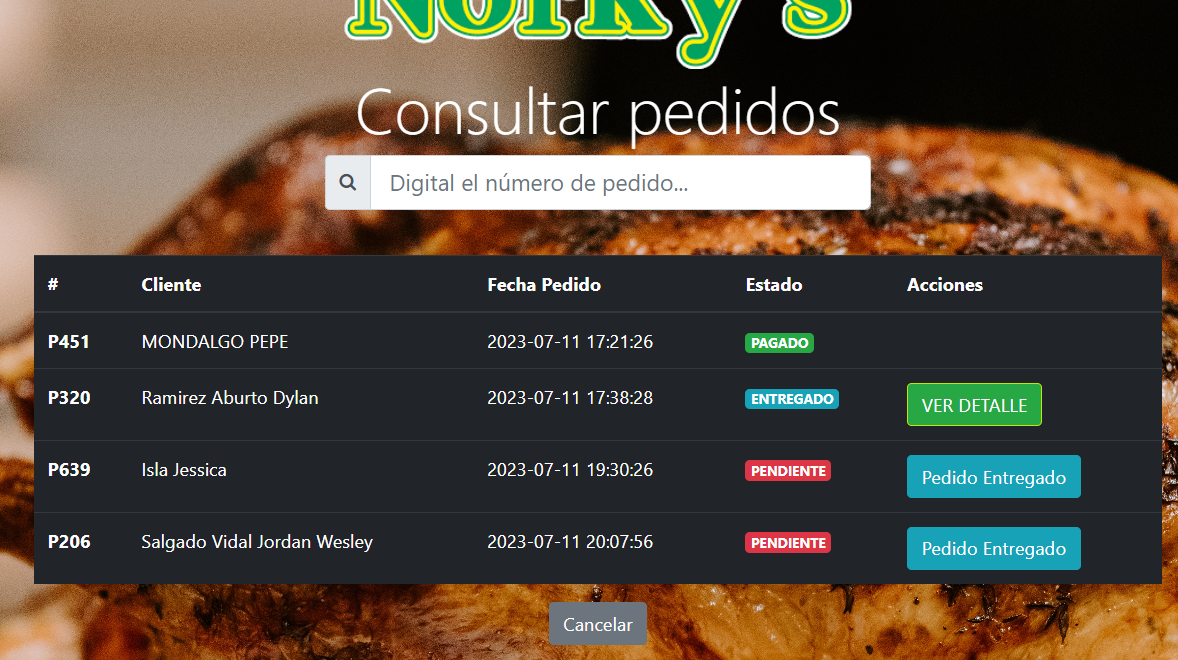 Norky's
Consultar pedidos
Digital el número de pedido...
# Cliente Fecha Pedido Estado Acciones
P451 MONDALGO PEPE 2023-07-11 17:21:26 PAGADO
P320 Ramirez Aburto Dylan 2023-07-11 17:38:28 ENTREGADO VER DETALLE
P639 Isla Jessica 2023-07-11 19:30:26 PENDIENTE Pedido Entregado
P206 Salgado Vidal Jordan Wesley 2023-07-11 20:07:56 PENDIENTE Pedido Entregado
Cancelar